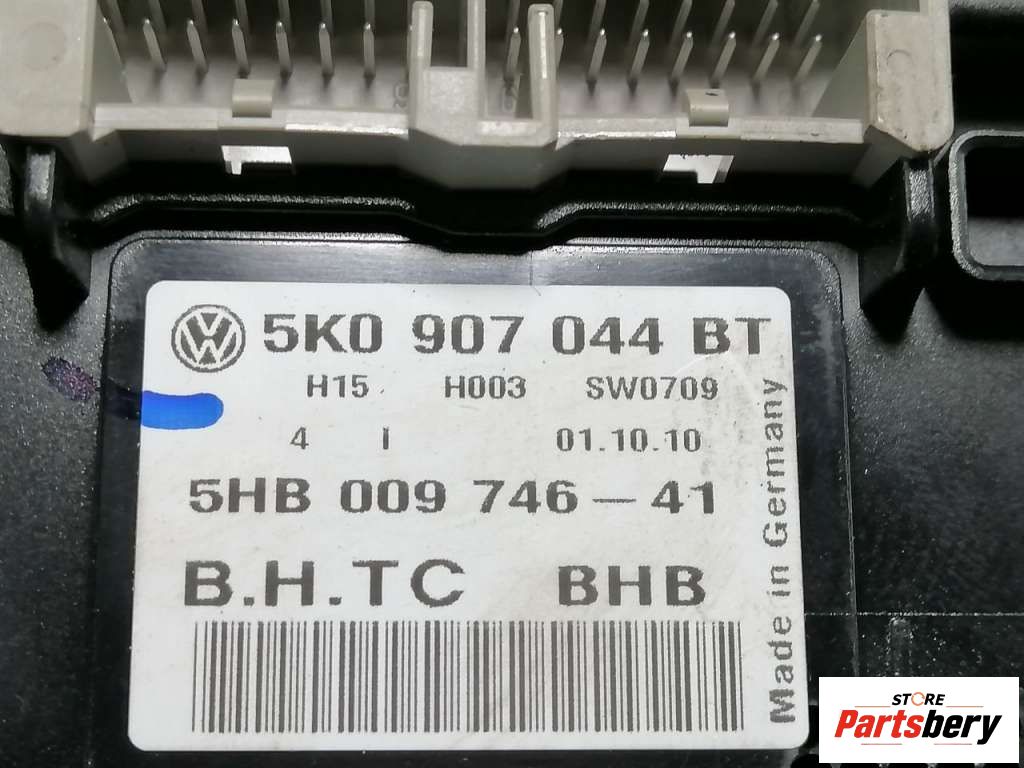 5K0 907 044 BT
H15 H003 SW0709
4 I 01.10.10
5HB 009 746-41
B.H.TC BHB
Made in Germany
STORE
Partsbery